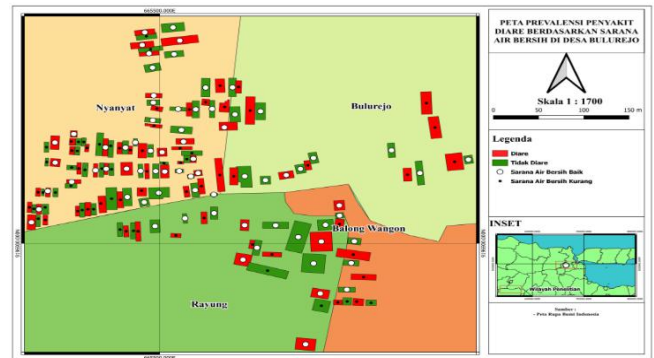 PETA PREVALENSI PENYAKIT
DIARE BERDASARKAN SARANA
AIR BERSIH DI DESA BULUREJO
Skala 1 : 1700
0 50 100 150 m
Legenda
Diare
Tidak Diare
Sarana Air Bersih Baik
Sarana Air Bersih Kurang
INSET
Wilayah Penelitian
Sumber :
- Peta Rupa Bumi Indonesia
Nyanyat
Bulurejo
Balong Wangon
Rayung